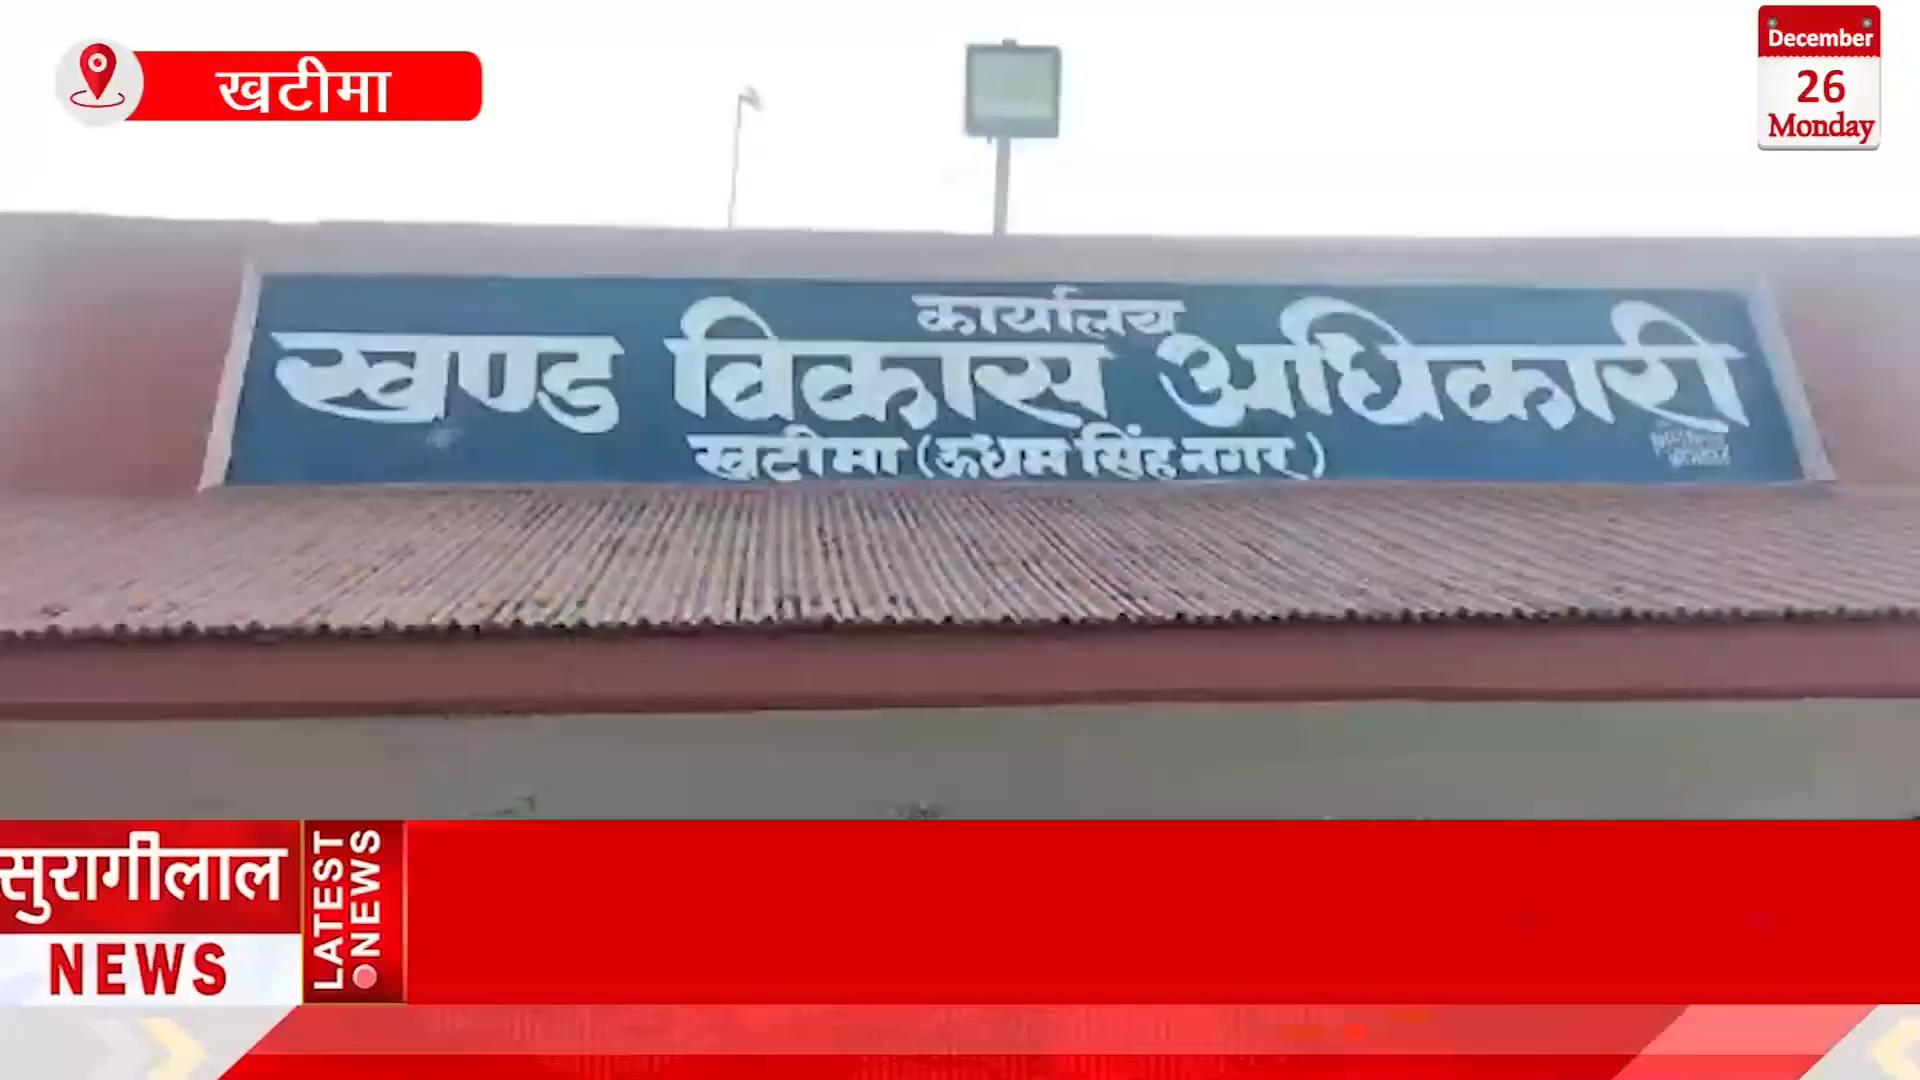 खटीमा
December
26
Monday
कार्यालय
खण्ड विकास अधिकारी
खटीमा (ऊधम सिंह नगर)
सुरागीलाल
NEWS
LATEST
NEWS